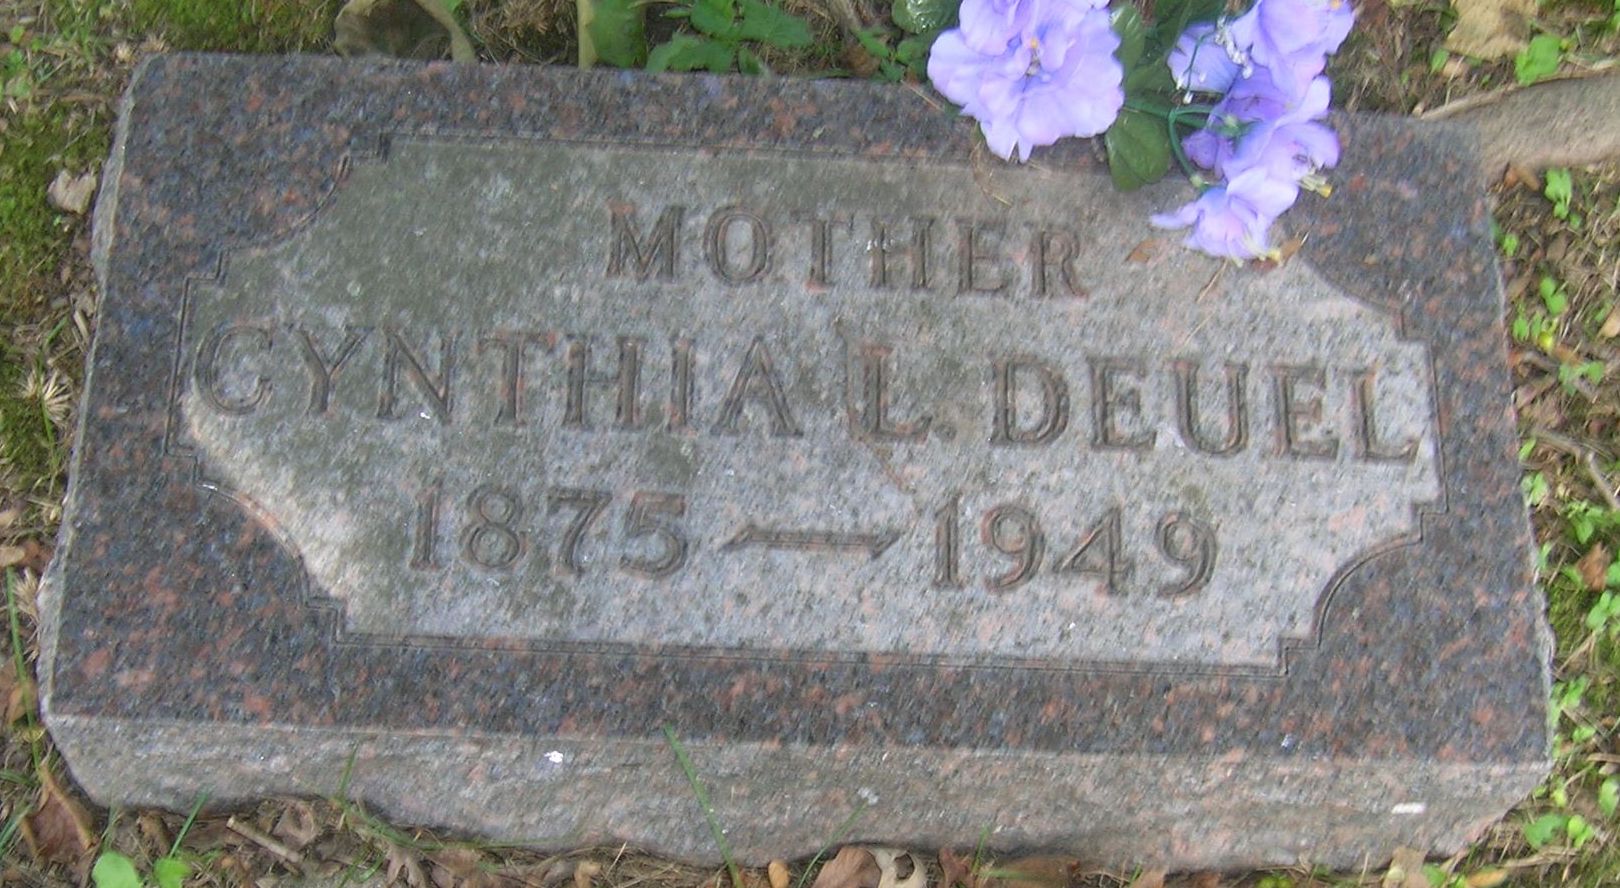 MOTHER
CYNTHIA L. DEUEL
1875 — 1949